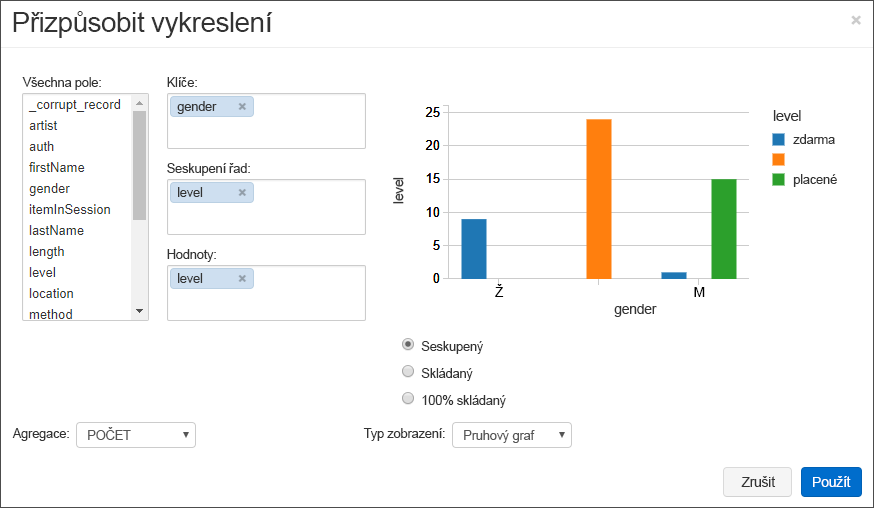 Přizpůsobit vykreslení
×
Všechna pole:
_corrupt_record
artist
auth
firstName
gender
itemInSession
lastName
length
level
location
method
Klíče:
gender ×
Seskupení řad:
level ×
Hodnoty:
level ×
level
25
20
15
10
5
0
Ž M
gender
level
zdarma
placené
Seskupený
Skládaný
100% skládaný
Agregace: POČET
Typ zobrazení: Pruhový graf
Zrušit Použít